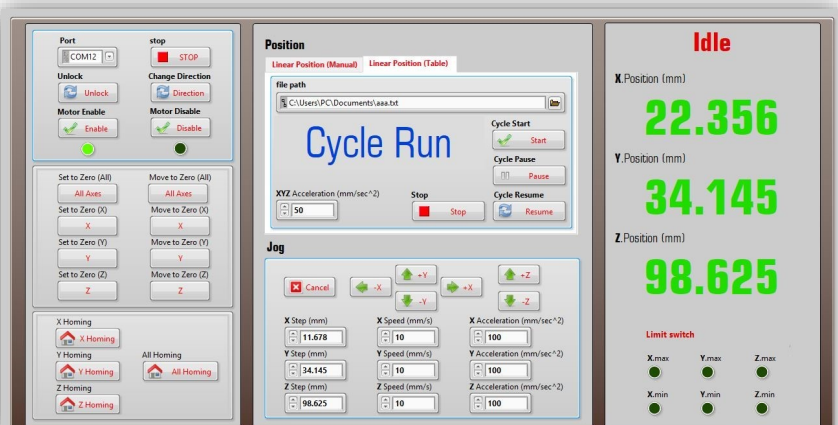 Port
stop
COM12
STOP
Unlock
Change Direction
Unlock
Direction
Motor Enable
Motor Disable
Enable
Disable
Set to Zero (All)
Move to Zero (All)
All Axes
All Axes
Set to Zero (X)
Move to Zero (X)
X
X
Set to Zero (Y)
Move to Zero (Y)
Y
Y
Set to Zero (Z)
Move to Zero (Z)
Z
Z
X Homing
X Homing
Y Homing
All Homing
Y Homing
All Homing
Z Homing
Z Homing
Position
Linear Position (Manual)
Linear Position (Table)
file path
C:\Users\PC\Documents\aaa.txt
Cycle Run
Cycle Start
Start
Cycle Pause
Pause
XYZ Acceleration (mm/sec^2)
Stop
Cycle Resume
50
Stop
Resume
Jog
Cancel
-X
+Y
-Y
+X
+Z
-Z
X Step (mm)
X Speed (mm/s)
X Acceleration (mm/sec^2)
11.678
10
100
Y Step (mm)
Y Speed (mm/s)
Y Acceleration (mm/sec^2)
34.145
10
100
Z Step (mm)
Z Speed (mm/s)
Z Acceleration (mm/sec^2)
98.625
10
100
Idle
X.Position (mm)
22.356
Y.Position (mm)
34.145
Z.Position (mm)
98.625
Limit switch
X.max
Y.max
Z.max
X.min
Y.min
Z.min